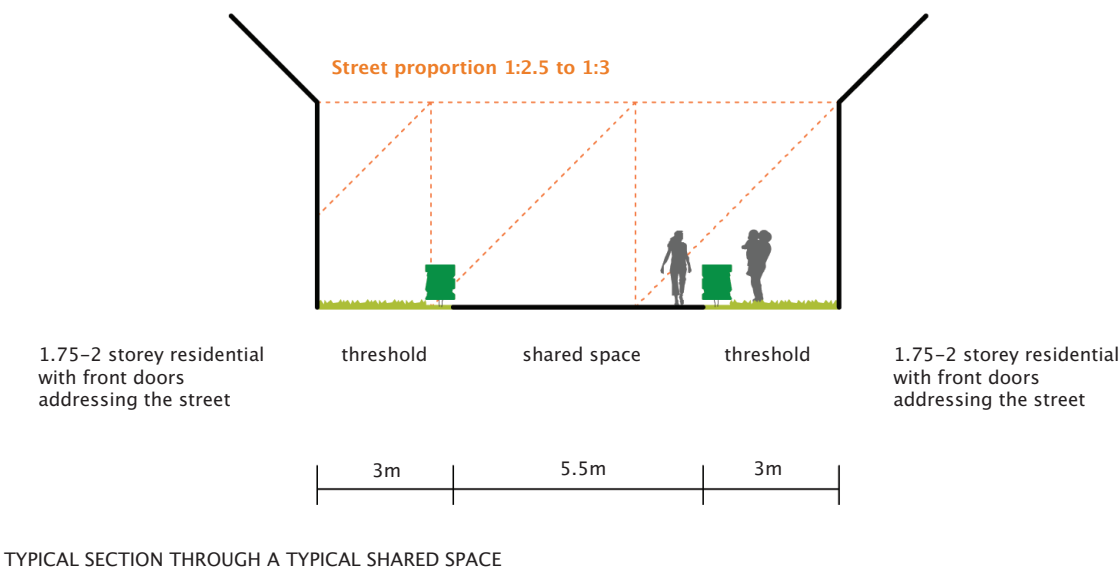 Street proportion 1:2.5 to 1:3
1.75–2 storey residential
with front doors
addressing the street
threshold
shared space
threshold
1.75–2 storey residential
with front doors
addressing the street
3m
5.5m
3m
TYPICAL SECTION THROUGH A TYPICAL SHARED SPACE